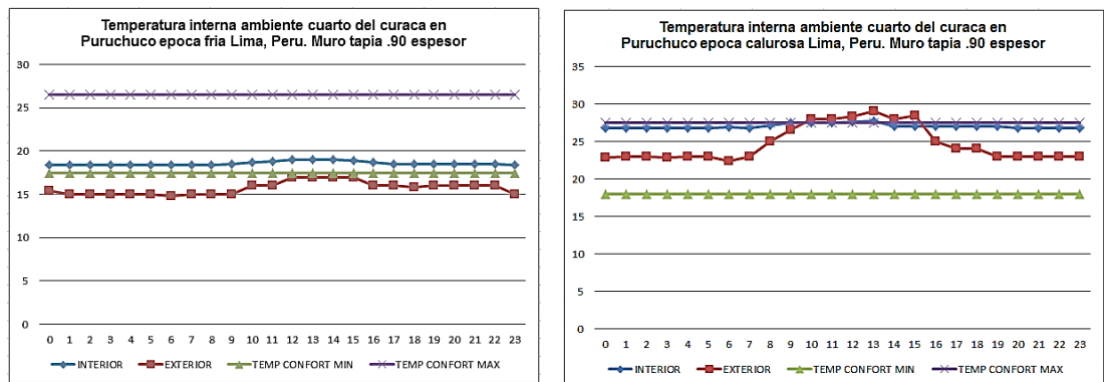 Temperatura interna ambiente cuarto del curaca en
Puruchuco epoca fria Lima, Peru. Muro tapia .90 espesor
30
25
20
15
10
5
0
0 1 2 3 4 5 6 7 8 9 10 11 12 13 14 15 16 17 18 19 20 21 22 23
INTERIOR EXTERIOR TEMP CONFORT MIN TEMP CONFORT MAX
Temperatura interna ambiente cuarto del curaca en
Puruchuco epoca calurosa Lima, Peru. Muro tapia .90 espesor
35
30
25
20
15
10
5
0
0 1 2 3 4 5 6 7 8 9 10 11 12 13 14 15 16 17 18 19 20 21 22 23
INTERIOR EXTERIOR TEMP CONFORT MIN TEMP CONFORT MAX